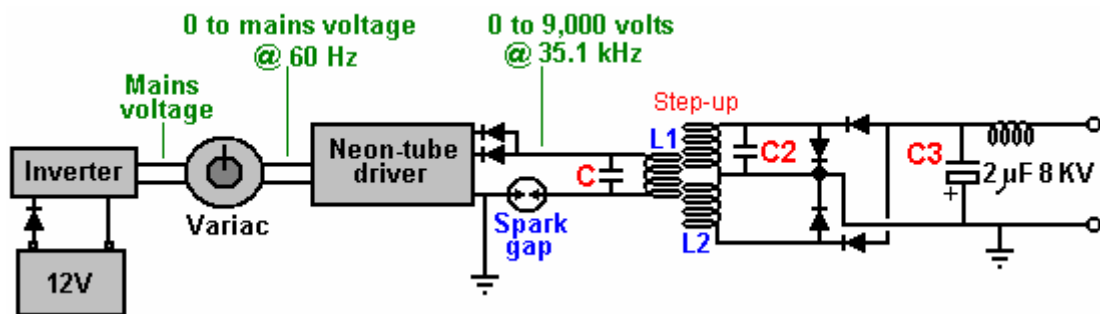 0 to mains voltage
@ 60 Hz
0 to 9,000 volts
@ 35.1 kHz
Mains
voltage
Step-up
Inverter
Variac
Neon-tube
driver
L1
C
C2
C3
2 µF 8 KV
+
Spark
gap
L2
12V